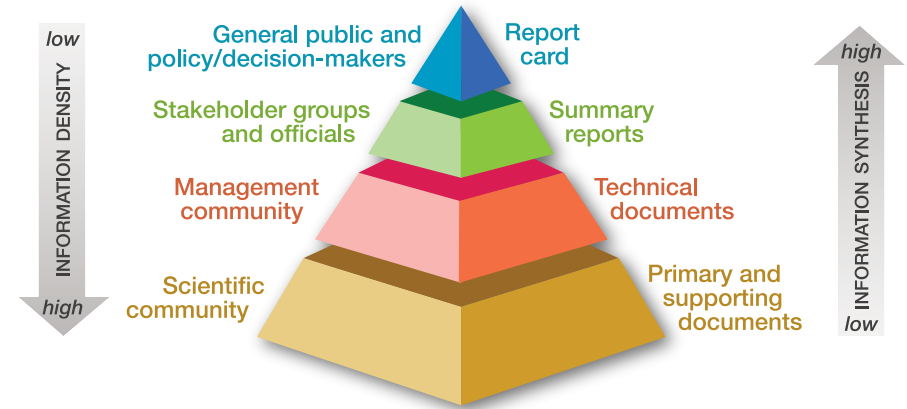 low
INFORMATION DENSITY
high
General public and
policy/decision-makers
Report
card
Stakeholder groups
and officials
Summary
reports
Management
community
Technical
documents
Scientific
community
Primary and
supporting
documents
high
INFORMATION SYNTHESIS
low